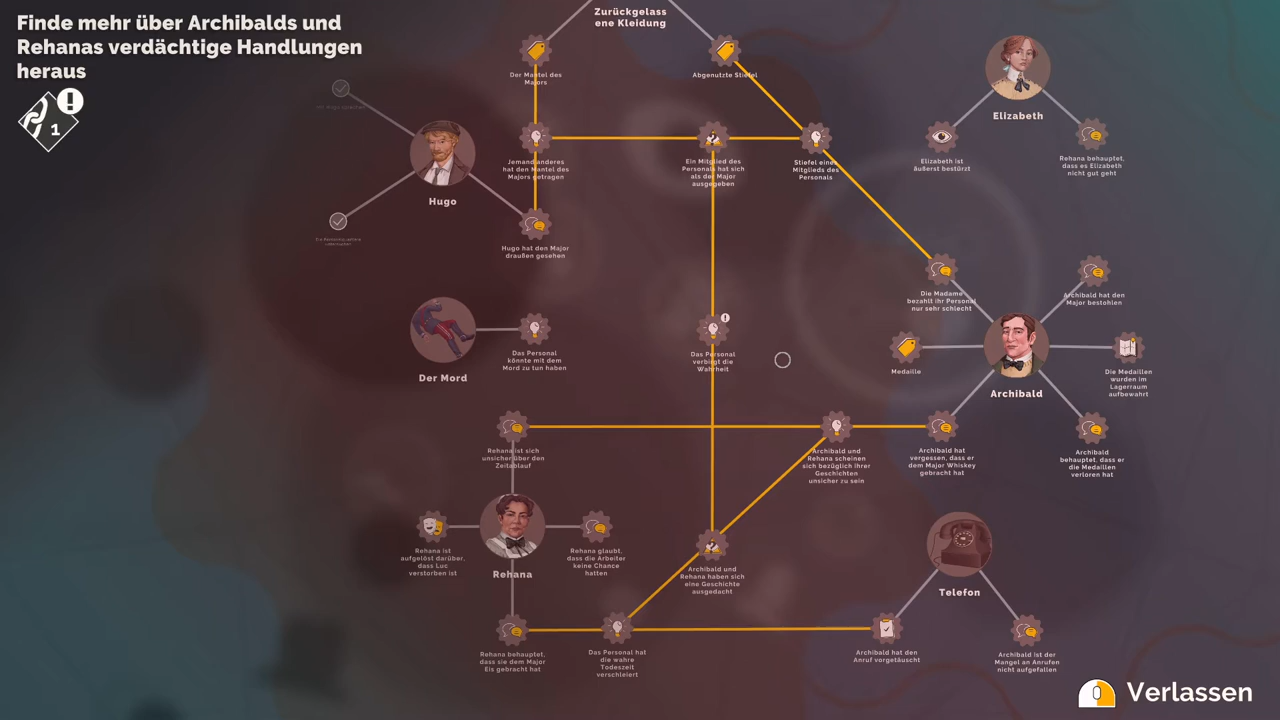 Finde mehr über Archibalds und
Rehanas verdächtige Handlungen
heraus
1
Zurückgelass
ene Kleidung
Der Mantel des
Majors
Abgenutzte Stiefel
Elizabeth
Hugo
Jemand anderes
hat den Mantel des
Majors getragen
Ein Mitglied des
Personals hat sich
als der Major
ausgegeben
Stiefel eines
Mitglieds des
Personals
Elizabeth ist
äußerst bestürzt
Rehana behauptet,
dass es Elizabeth
nicht gut geht
Hugo hat den Major
draußen gesehen
Die Madame
bezahlt ihr Personal
nur sehr schlecht
Archibald hat den
Major bestohlen
Der Mord
Das Personal
könnte mit dem
Mord zu tun haben
Das Personal
verbirgt die
Wahrheit
Medaille
Archibald
Die Medaillen
wurden im
Lagerraum
aufbewahrt
Rehana ist sich
unsicher über den
Zeitablauf
Archibald und
Rehana scheinen
sich bezüglich ihrer
Geschichten
unsicher zu sein
Archibald hat
vergessen, dass er
dem Major Whiskey
gebracht hat
Archibald
behauptet, dass er
die Medaillen
verloren hat
Rehana ist
aufgelöst darüber,
dass Luc
verstorben ist
Rehana
Rehana glaubt,
dass die Arbeiter
keine Chance
hatten
Archibald und
Rehana haben sich
eine Geschichte
ausgedacht
Telefon
Rehana behauptet,
dass sie dem Major
Eis gebracht hat
Das Personal hat
die wahre
Todeszeit
verschleiert
Archibald hat den
Anruf vorgetäuscht
Archibald ist der
Mangel an Anrufen
nicht aufgefallen
Verlassen